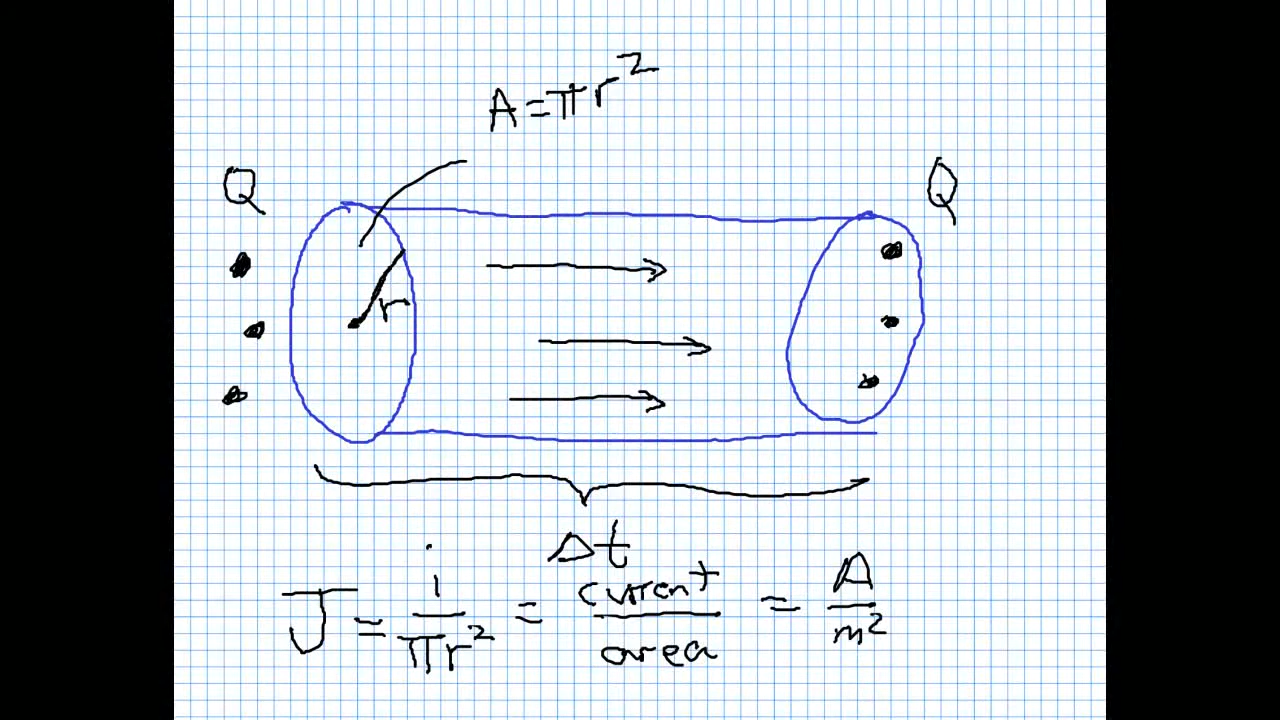 A = πr²
Q Q
r
Δt
J = i/πr² = current/area = A/m²